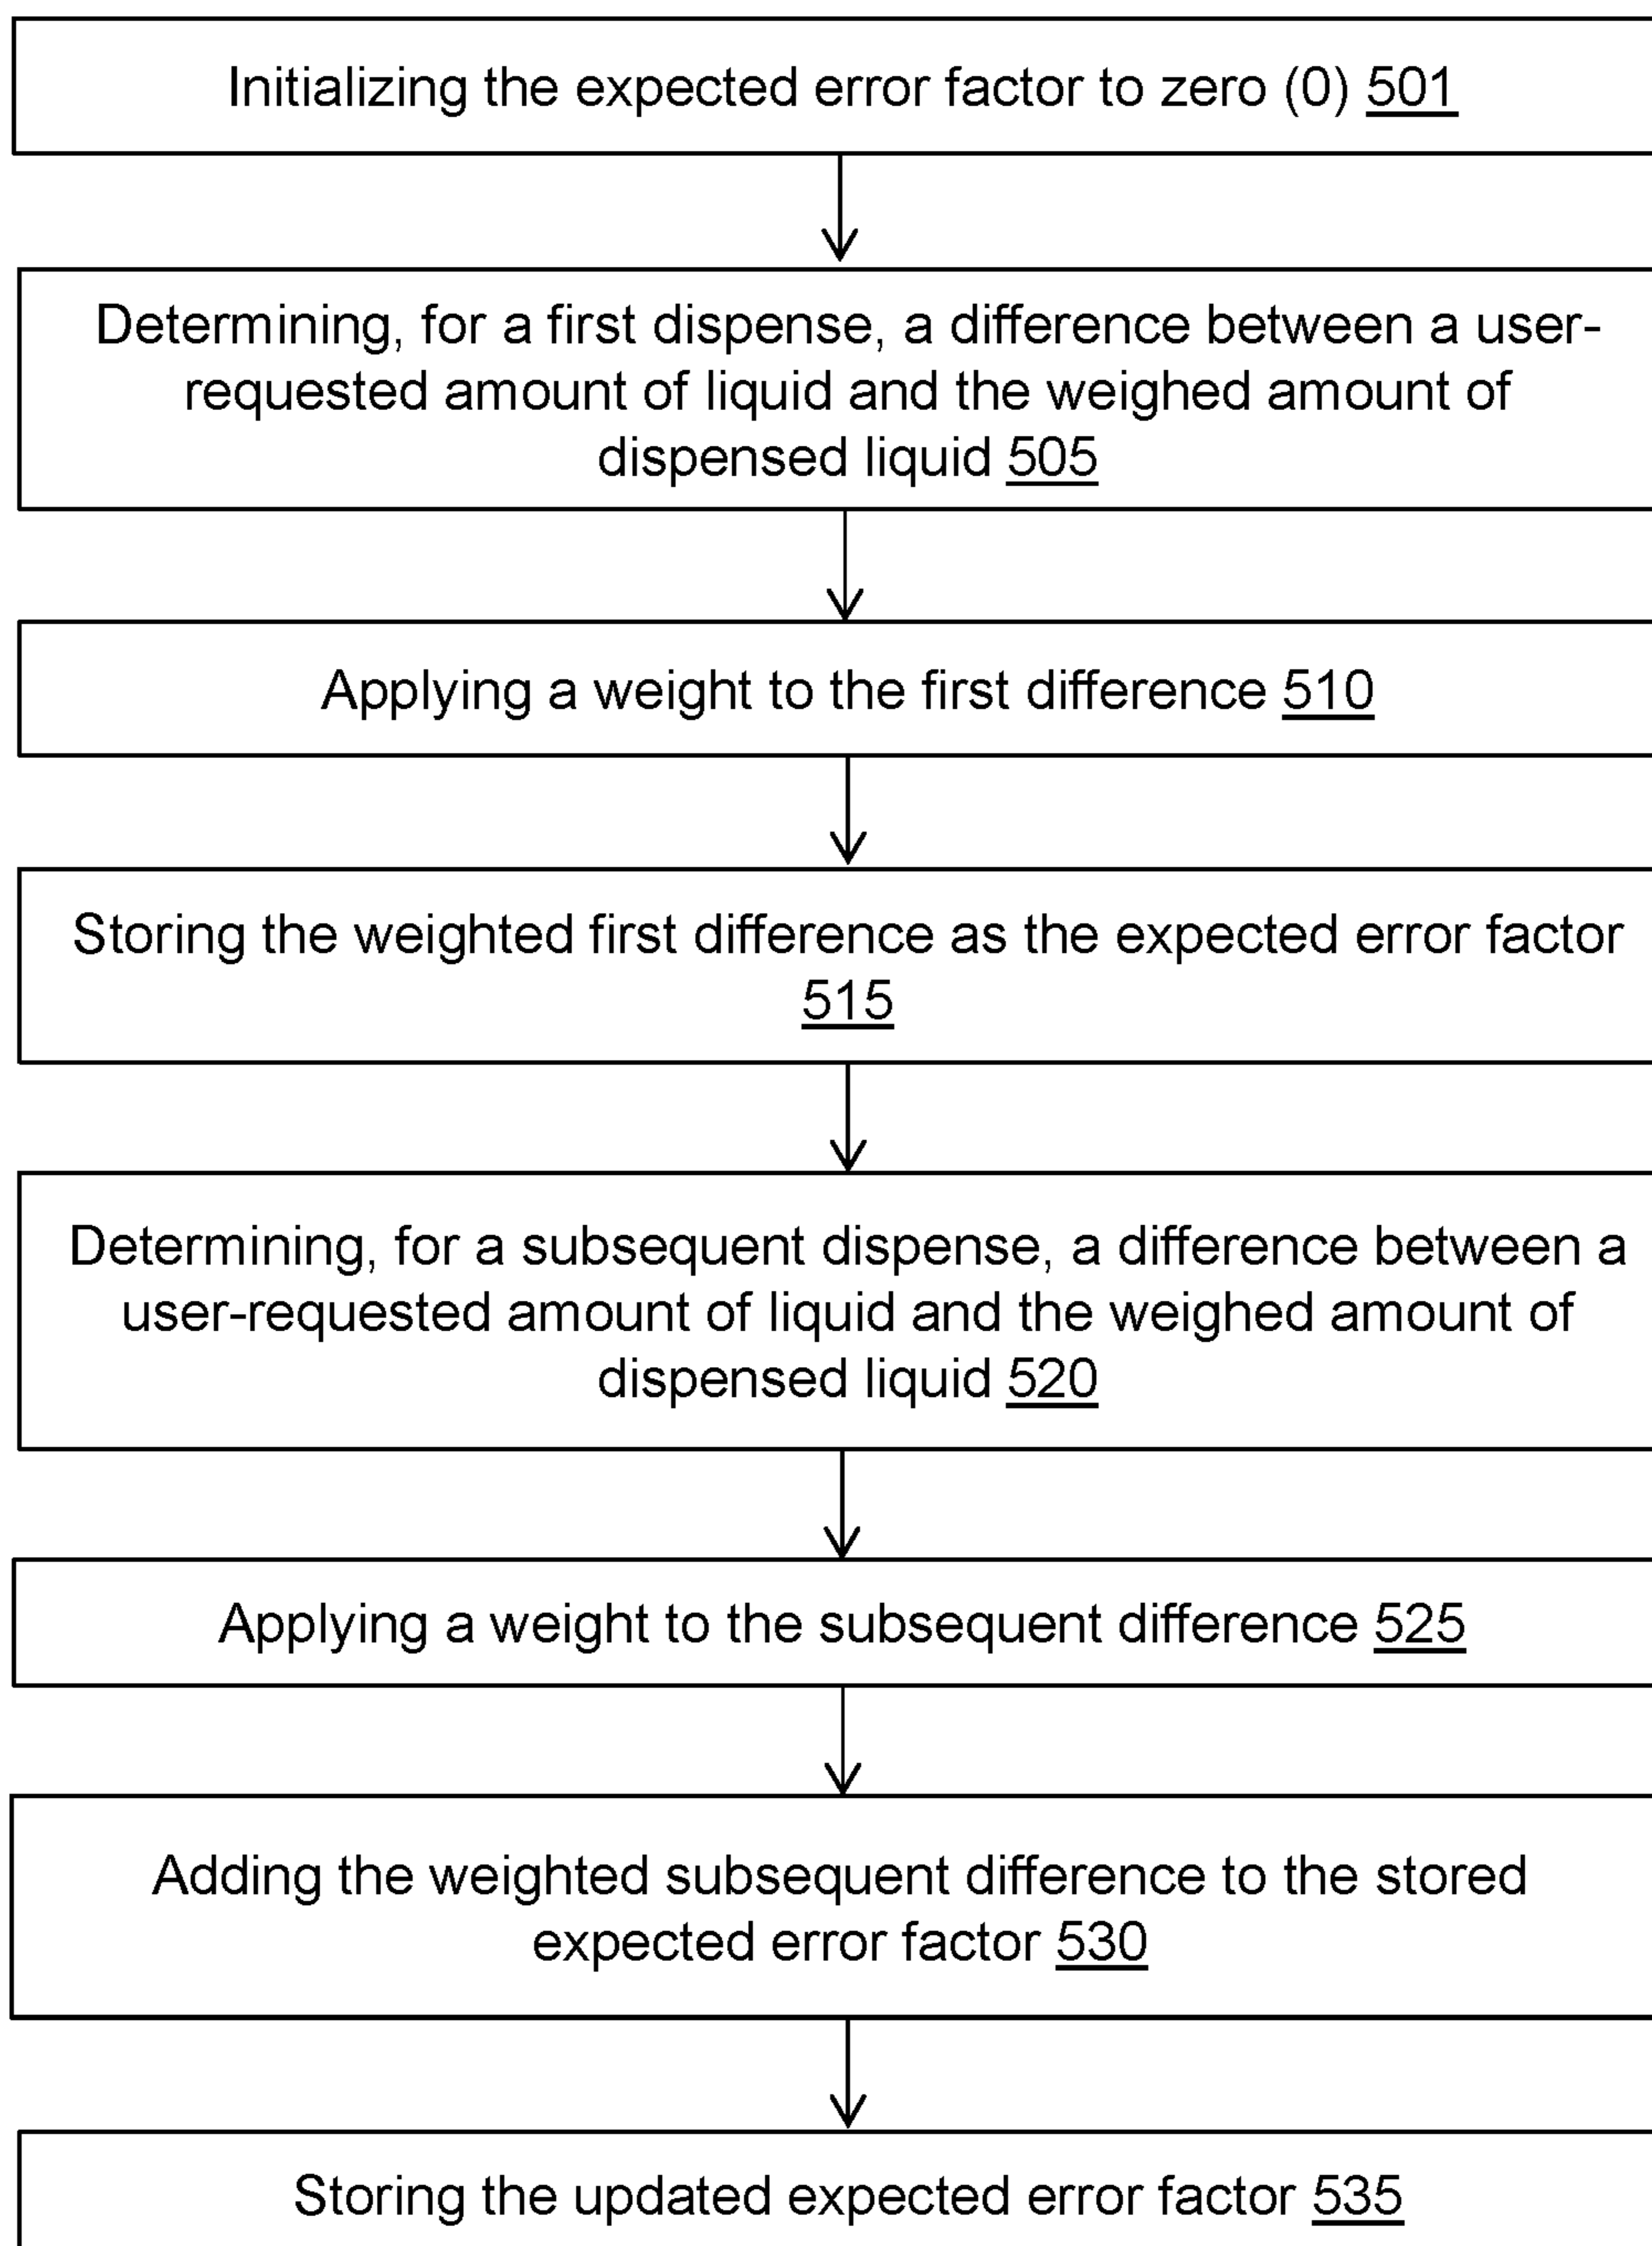 Initializing the expected error factor to zero (0) 501
Determining, for a first dispense, a difference between a user-
requested amount of liquid and the weighed amount of
dispensed liquid 505
Applying a weight to the first difference 510
Storing the weighted first difference as the expected error factor
515
Determining, for a subsequent dispense, a difference between a
user-requested amount of liquid and the weighed amount of
dispensed liquid 520
Applying a weight to the subsequent difference 525
Adding the weighted subsequent difference to the stored
expected error factor 530
Storing the updated expected error factor 535